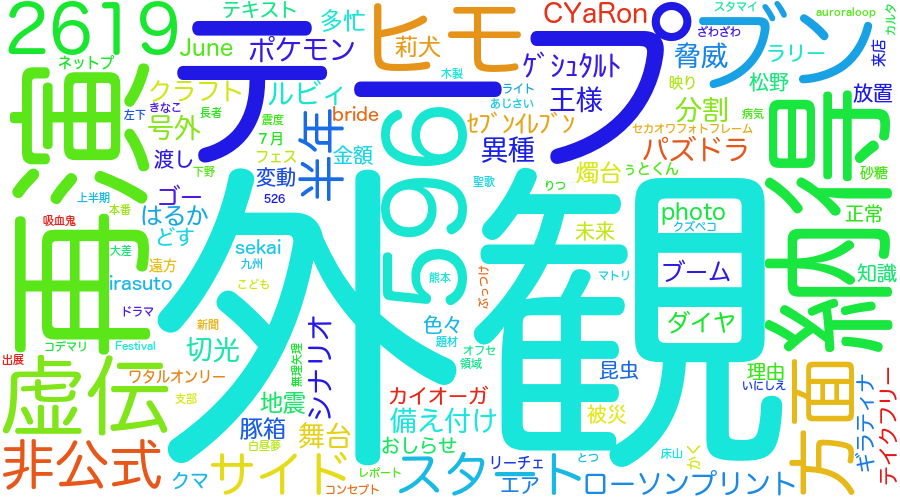 2619
テキスト
多忙
ヒモ
CYaRon
スタマイ
auroraloop
カルタ
June
ポケモン
莉犬
テープ
ざわざわ
ブン
来店
ネットプ
ｹﾞｼｭﾀﾙﾄ
脅威
ラリー
木製
映り
松野
放置
クラフト
ルビィ
ライト
王様
きなこ
長者
左下
号外
震度
bride
あじさい
分割
病気
7月
半年
596
ｾﾌﾞﾝｲﾚﾌﾞﾝ
セカオワフォトフレーム
再演
渡し
フェス
金額
異種
パズドラ
納得
下野
変動
燭台
ぅとくん
砂糖
上半期
ゴー
526
聖歌
りつ
本番
吸血鬼
はるか
外観
photo
正常
どす
クズペコ
大差
sekai
未来
遠方
九州
熊本
ぶっつけ
マトリ
ブーム
知識
irasuto
こども
ドラマ
新聞
シナリオ
色々
題材
ダイヤ
コデマリ
Festival
切光
無理矢理
オフセ
領域
出展
虚伝
ワタルオンリー
昆虫
理由
方面
いにしえ
支部
地震
カイオーガ
ギラティナ
テイクフリー
豚箱
舞台
備え付け
被災
非公式
白昼夢
おしらせ
とつ
床山
かく
クマ
サイド
レポート
コンセプト
スタート
リーチェ
エア
ローソンプリント